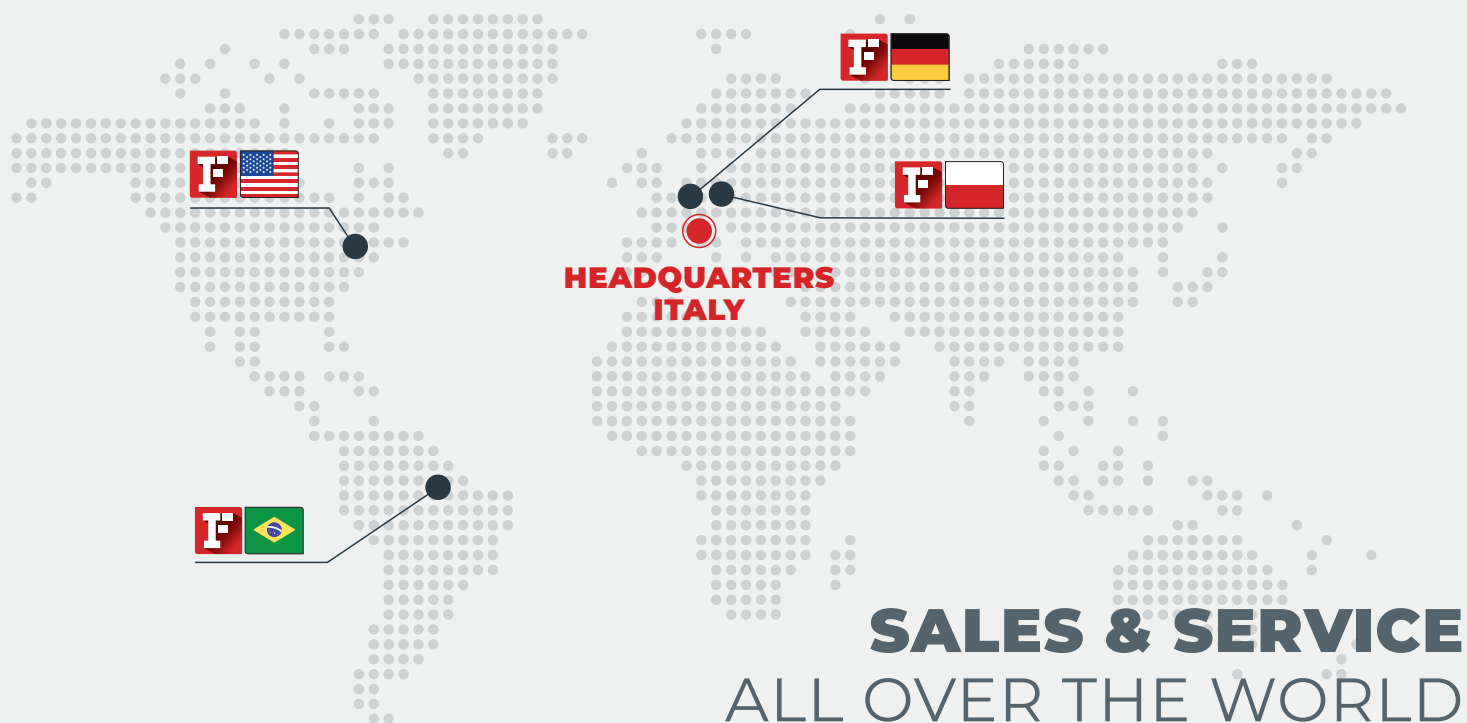 F
F
F
HEADQUARTERS
ITALY
F
SALES & SERVICE
ALL OVER THE WORLD